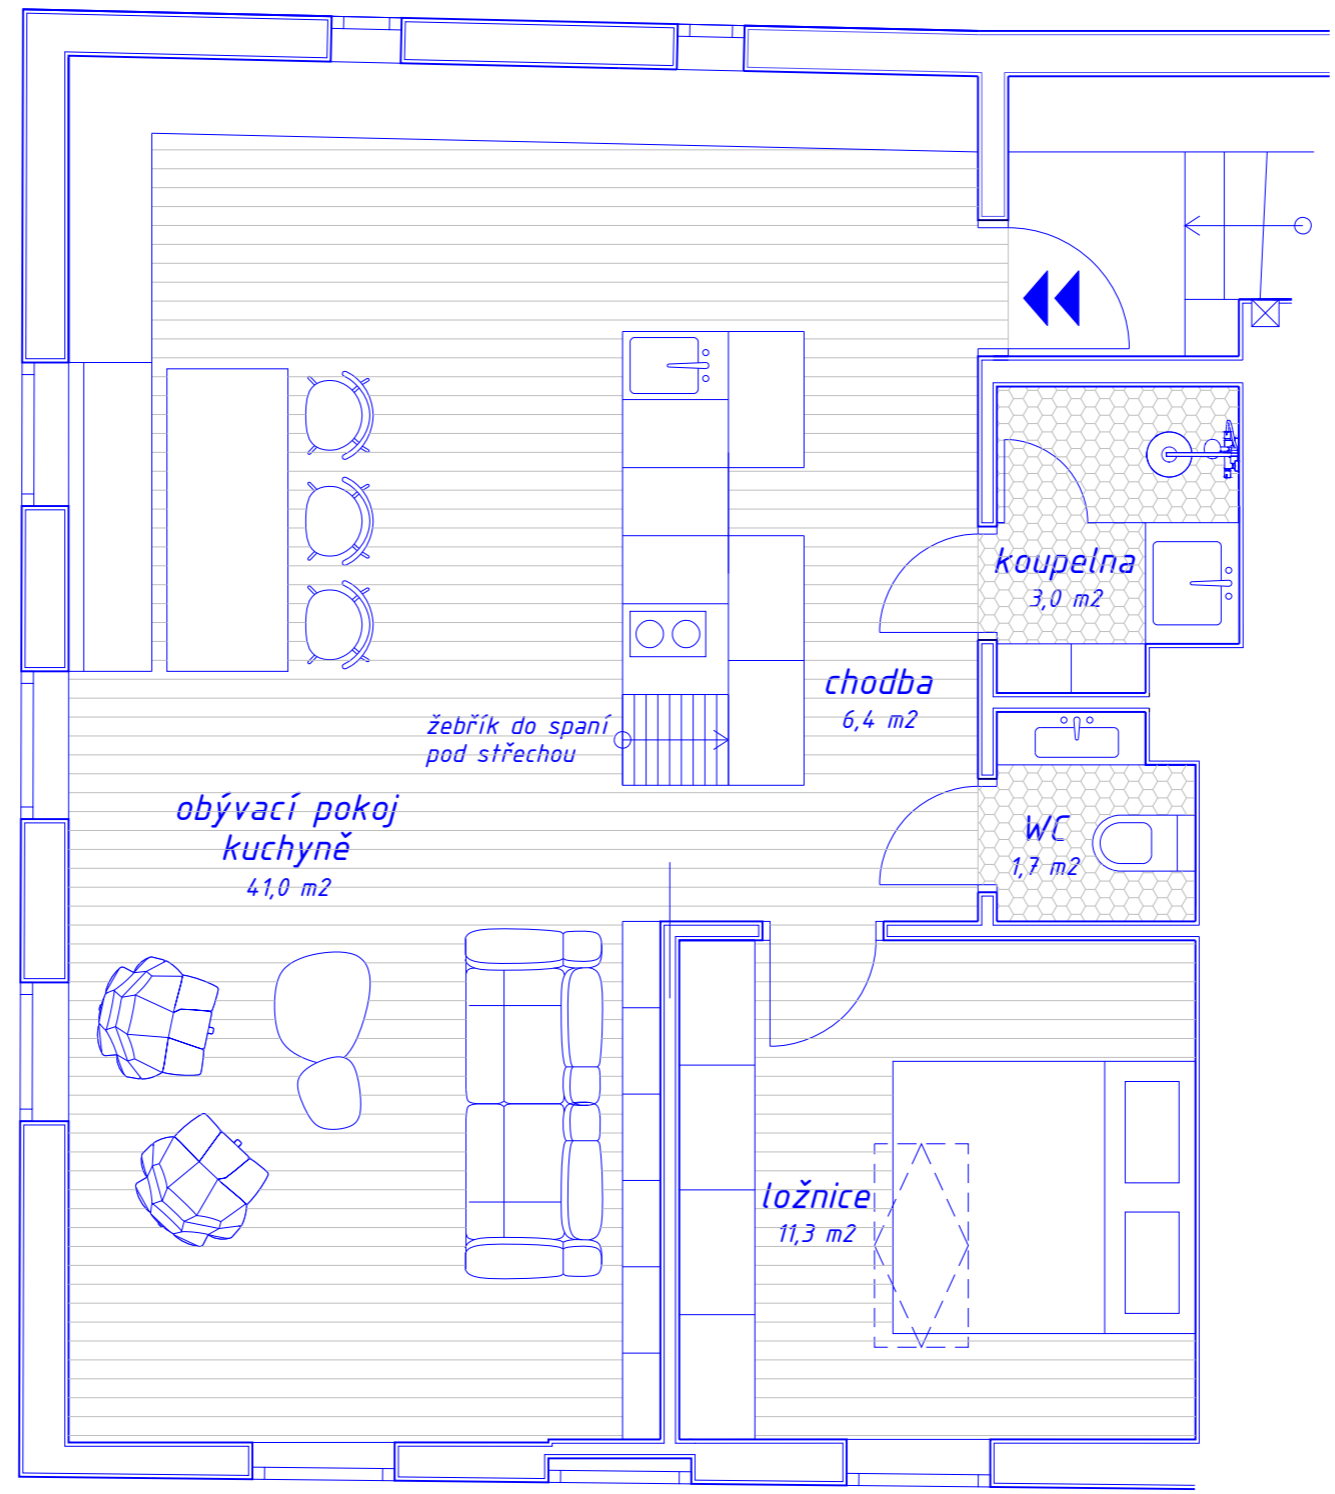 koupelna
3,0 m2
chodba
6,4 m2
žebřík do spaní
pod střechou
obývací pokoj
kuchyně
41,0 m2
WC
1,7 m2
ložnice
11,3 m2